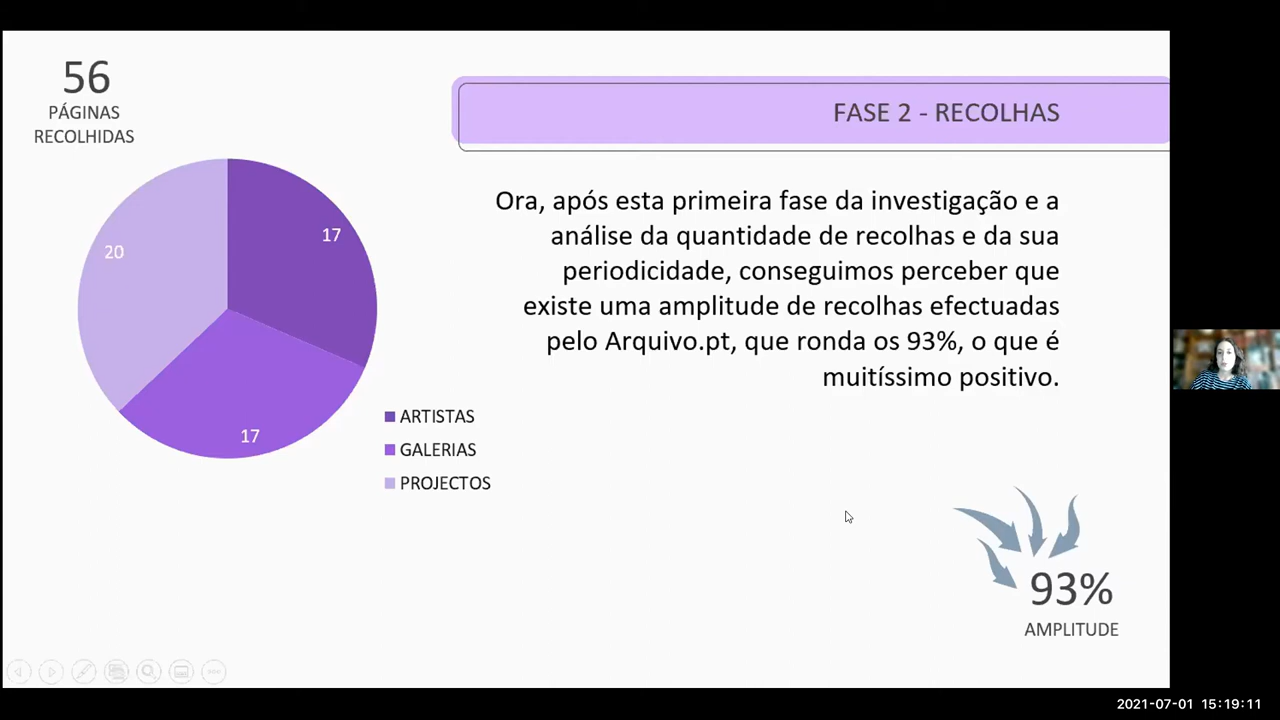 56
PÁGINAS
RECOLHIDAS
FASE 2 - RECOLHAS
Ora, após esta primeira fase da investigação e a
análise da quantidade de recolhas e da sua
periodicidade, conseguimos perceber que
existe uma amplitude de recolhas efectuadas
pelo Arquivo.pt, que ronda os 93%, o que é
muitíssimo positivo.
17
20
17
ARTISTAS
GALERIAS
PROJECTOS
93%
AMPLITUDE
2021-07-01 15:19:11